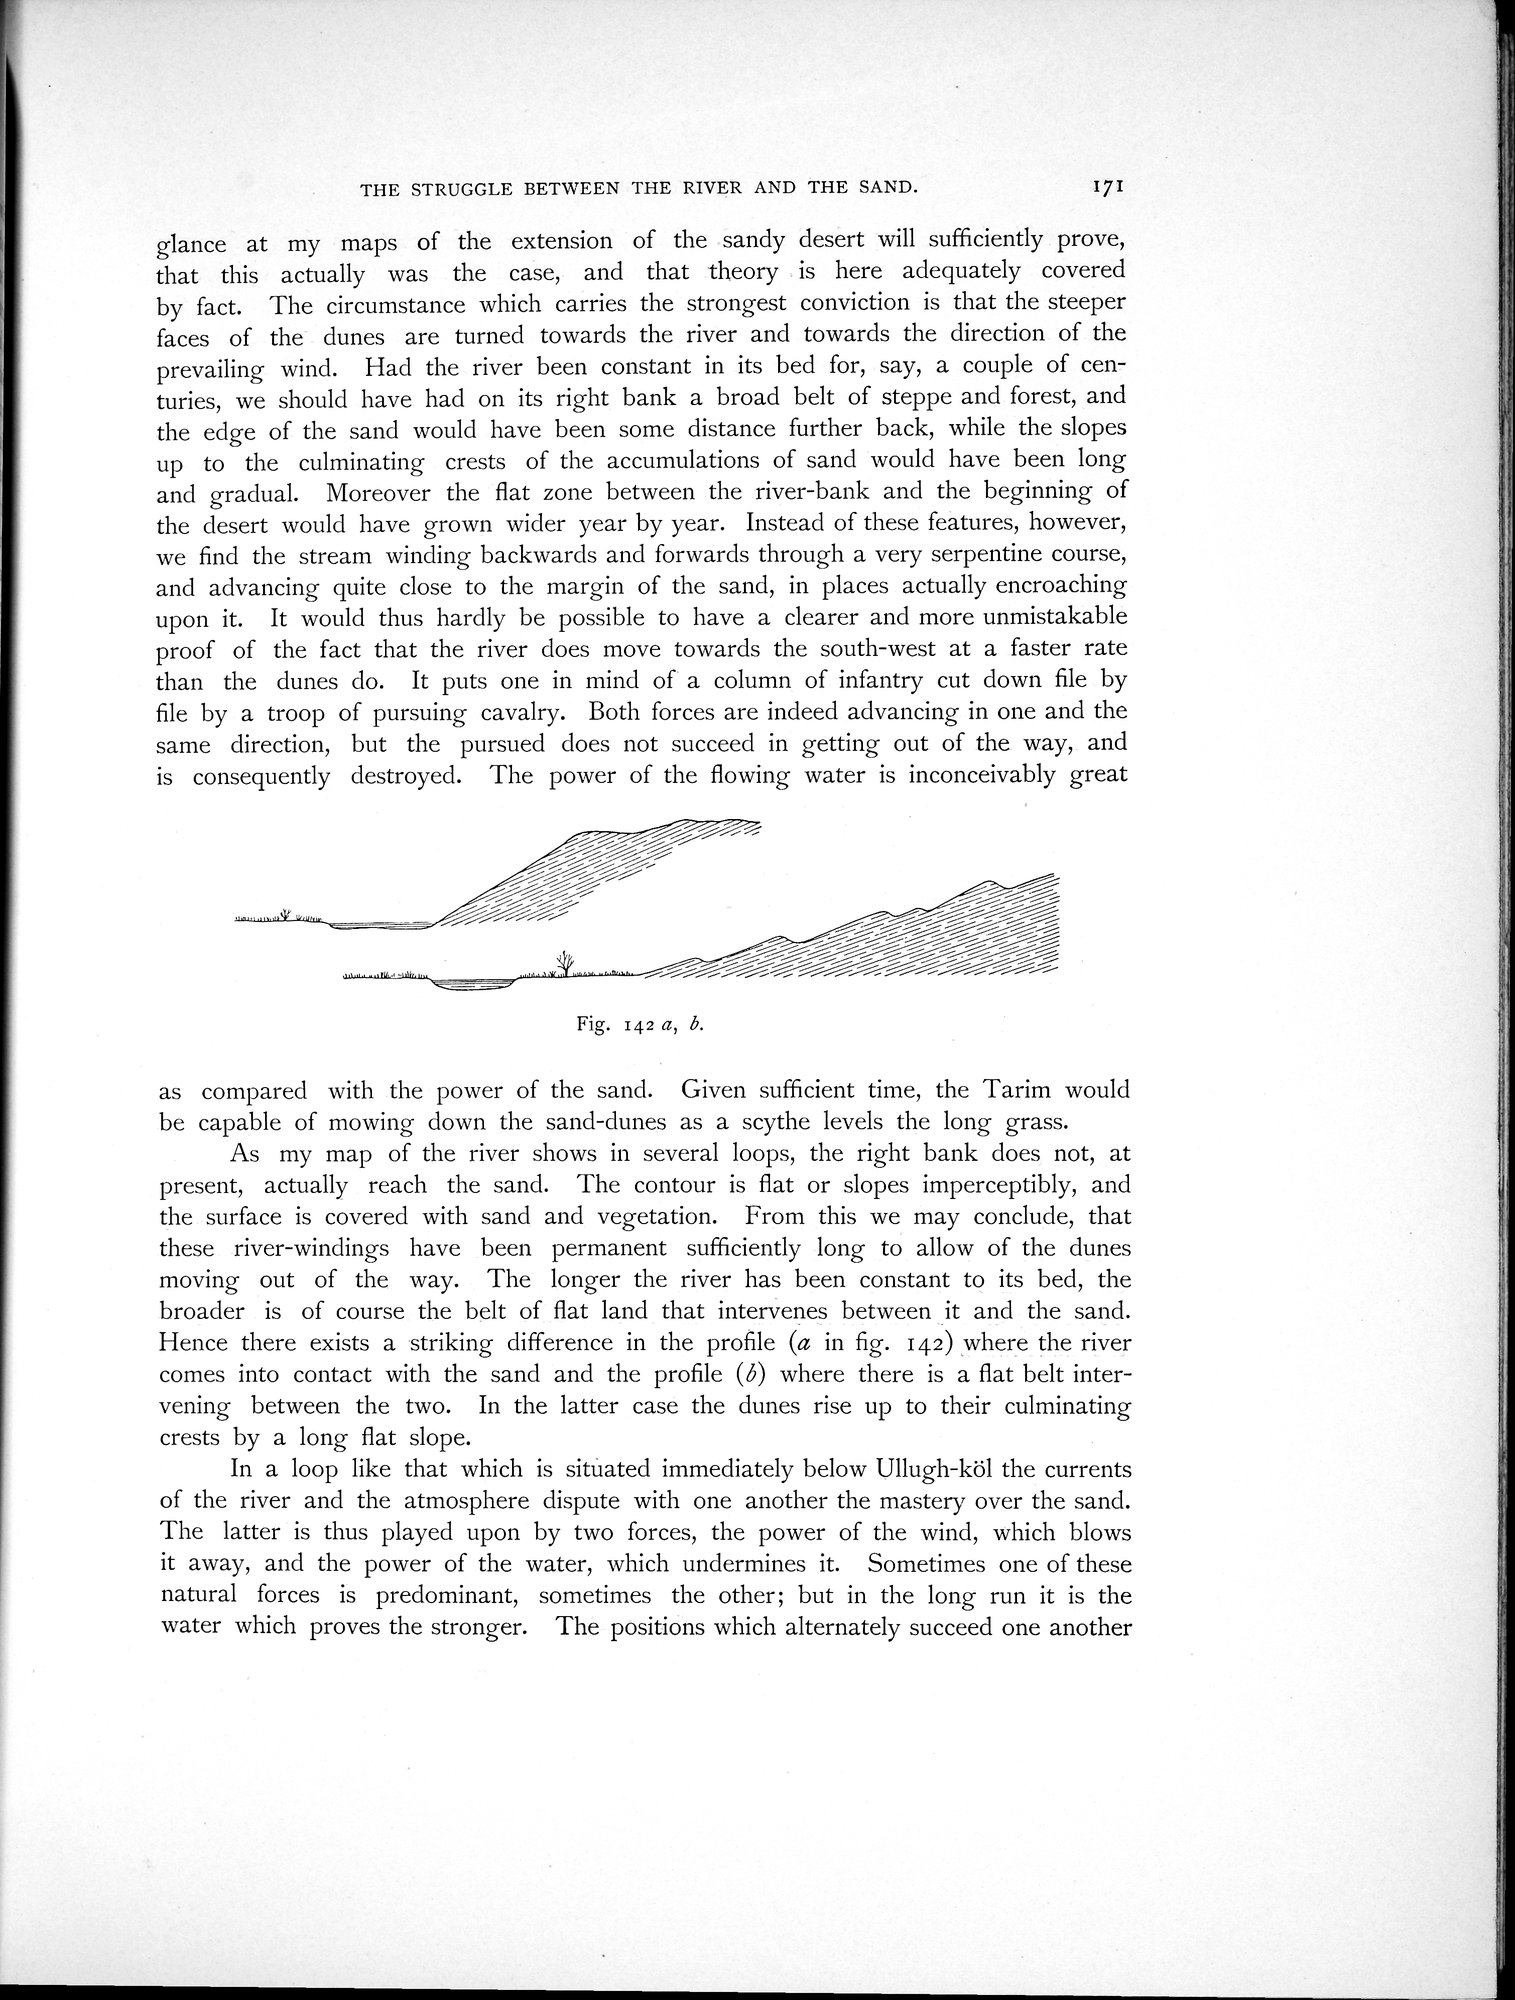 THE STRUGGLE BETWEEN THE RIVER AND THE SAND. 171
glance at my maps of the extension of the sandy desert will sufficiently prove,
that this actually was the case, and that theory is here adequately covered
by fact. The circumstance which carries the strongest conviction is that the steeper
faces of the dunes are turned towards the river and towards the direction of the
prevailing wind. Had the river been constant in its bed for, say, a couple of cen-
turies, we should have had on its right bank a broad belt of steppe and forest, and
the edge of the sand would have been some distance further back, while the slopes
up to the culminating crests of the accumulations of sand would have been long
and gradual. Moreover the flat zone between the river-bank and the beginning of
the desert would have grown wider year by year. Instead of these features, however,
we find the stream winding backwards and forwards through a very serpentine course,
and advancing quite close to the margin of the sand, in places actually encroaching
upon it. It would thus hardly be possible to have a clearer and more unmistakable
proof of the fact that the river does move towards the south-west at a faster rate
than the dunes do. It puts one in mind of a column of infantry cut down file by
file by a troop of pursuing cavalry. Both forces are indeed advancing in one and the
same direction, but the pursued does not succeed in getting out of the way, and
is consequently destroyed. The power of the flowing water is inconceivably great
Fig. 142 a, b.
as compared with the power of the sand. Given sufficient time, the Tarim would
be capable of mowing down the sand-dunes as a scythe levels the long grass.
As my map of the river shows in several loops, the right bank does not, at
present, actually reach the sand. The contour is flat or slopes imperceptibly, and
the surface is covered with sand and vegetation. From this we may conclude, that
these river-windings have been permanent sufficiently long to allow of the dunes
moving out of the way. The longer the river has been constant to its bed, the
broader is of course the belt of flat land that intervenes between it and the sand.
Hence there exists a striking difference in the profile (a in fig. 142) where the river
comes into contact with the sand and the profile (b) where there is a flat belt inter-
vening between the two. In the latter case the dunes rise up to their culminating
crests by a long flat slope.
In a loop like that which is situated immediately below Ullugh-köl the currents
of the river and the atmosphere dispute with one another the mastery over the sand.
The latter is thus played upon by two forces, the power of the wind, which blows
it away, and the power of the water, which undermines it. Sometimes one of these
natural forces is predominant, sometimes the other; but in the long run it is the
water which proves the stronger. The positions which alternately succeed one another